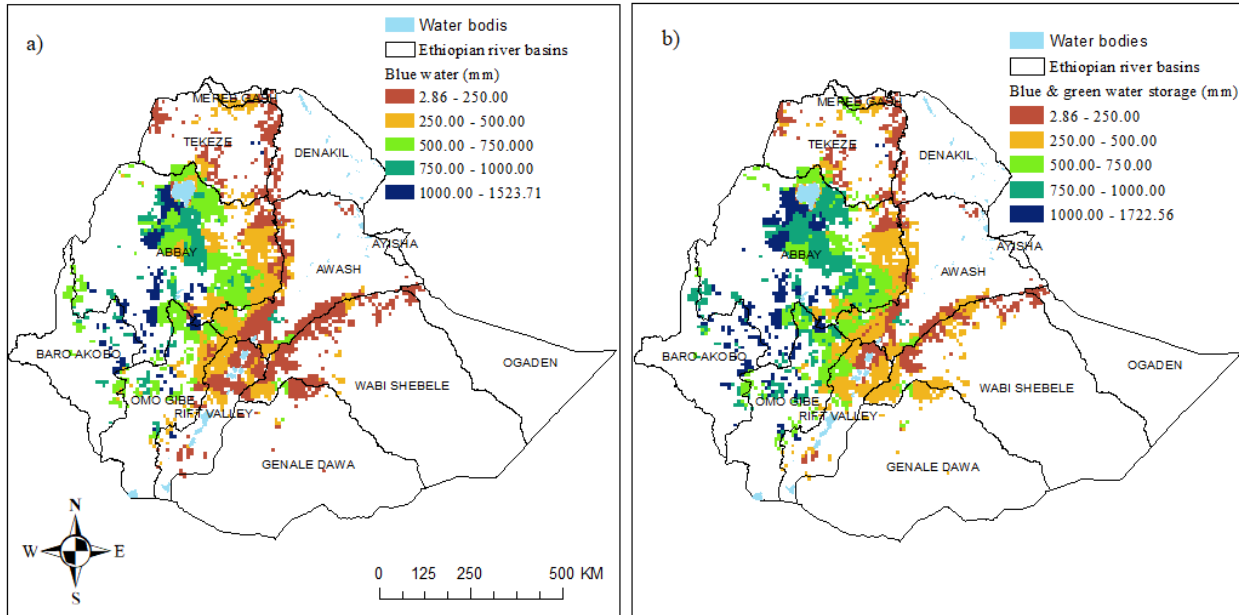 a)
Water bodis
Ethiopian river basins
Blue water (mm)
2.86 - 250.00
250.00 - 500.00
500.00 - 750.000
750.00 - 1000.00
1000.00 - 1523.71
MEREB GASH
TEKEZE
DENAKIL
ABBAY
AYISHA
AWASH
BARO AKOBO
OGADEN
WABI SHEBELE
OMO GIBE
RIFT VALLEY
GENALE DAWA
N
W E
S
0 125 250 500 KM
b)
Water bodies
Ethiopian river basins
Blue & green water storage (mm)
2.86 - 250.00
250.00 - 500.00
500.00- 750.00
750.00 - 1000.00
1000.00 - 1722.56
MEREB GASH
TEKEZE
DENAKIL
ABBAY
AYISHA
AWASH
BARO AKOBO
OGADEN
WABI SHEBELE
OMO GIBE
RIFT VALLEY
GENALE DAWA